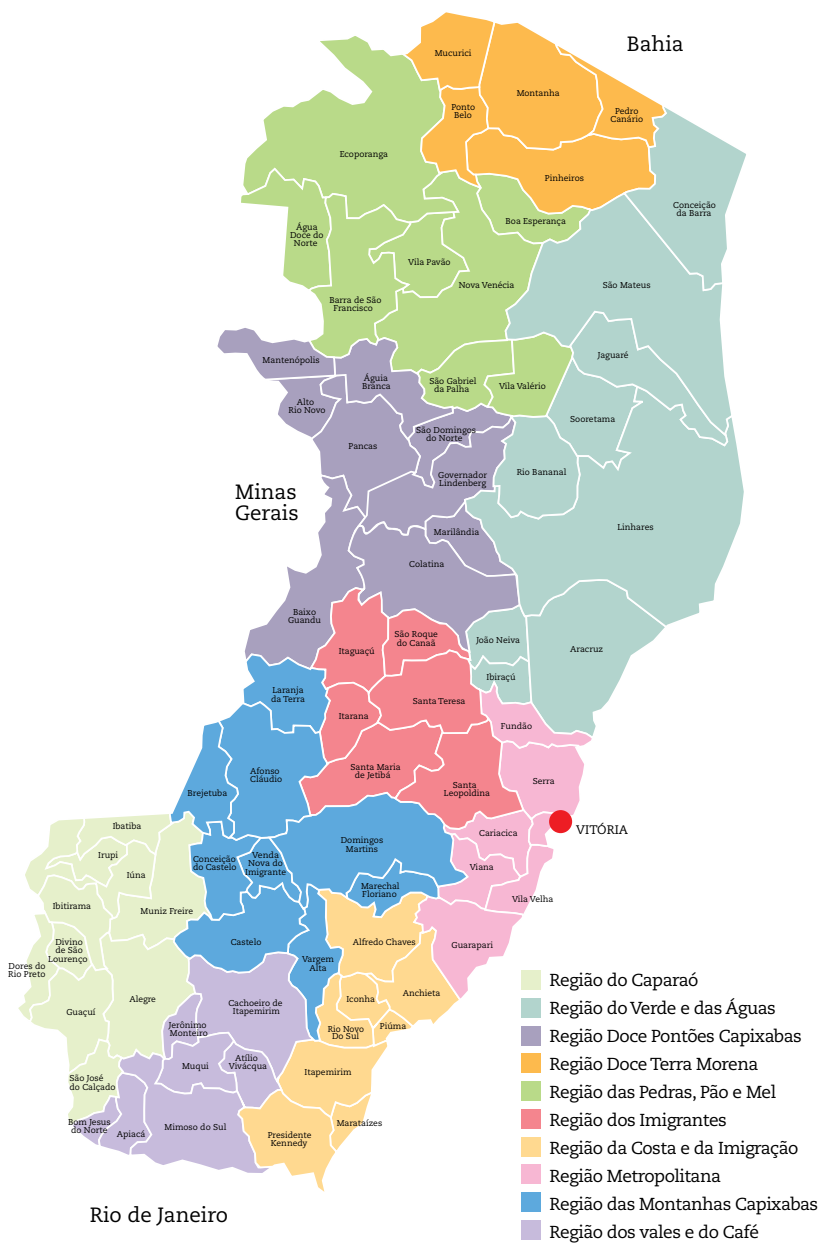 Bahia
Mucurici
Montanha
Ponto
Belo
Pedro
Canário
Ecoporanga
Pinheiros
Conceição
da Barra
Boa Esperança
Água
Doce do
Norte
Vila Pavão
Nova Venécia
São Mateus
Barra de São
Francisco
Mantenópolis
Jaguaré
Águia
Branca
São Gabriel
da Palha
Vila Valério
Alto
Rio Novo
Sooretama
São Domingos
do Norte
Pancas
Rio Bananal
Governador
Lindenberg
Minas
Gerais
Linhares
Marilândia
Colatina
Baixo
Guandu
São Roque
do Canaã
João Neiva
Itaguaçú
Aracruz
Ibiraçú
Laranja
da Terra
Santa Teresa
Itarana
Fundão
Santa Maria
de Jetibá
Afonso
Cláudio
Serra
Santa
Leopoldina
Brejetuba
Ibatiba
VITÓRIA
Cariacica
Domingos
Martins
Irupi
Venda
Nova do
Imigrante
Conceição
do Castelo
Iúna
Viana
Marechal
Floriano
Vila Velha
Ibitirama
Muniz Freire
Castelo
Alfredo Chaves
Guarapari
Divino
de São
Lourenço
Vargem
Alta
Dores do
Rio Preto
Anchieta
Alegre
Iconha
Guaçuí
Cachoeiro de
Itapemirim
Jerônimo
Monteiro
Rio Novo
Do Sul
Piúma
Atílio
Vivácqua
Muqui
Itapemirim
São José
do Calçado
Bom Jesus
do Norte
Apiacá
Mimoso do Sul
Marataízes
Presidente
Kennedy
Rio de Janeiro
Região do Caparaó
Região do Verde e das Águas
Região Doce Pontões Capixabas
Região Doce Terra Morena
Região das Pedras, Pão e Mel
Região dos Imigrantes
Região da Costa e da Imigração
Região Metropolitana
Região das Montanhas Capixabas
Região dos vales e do Café